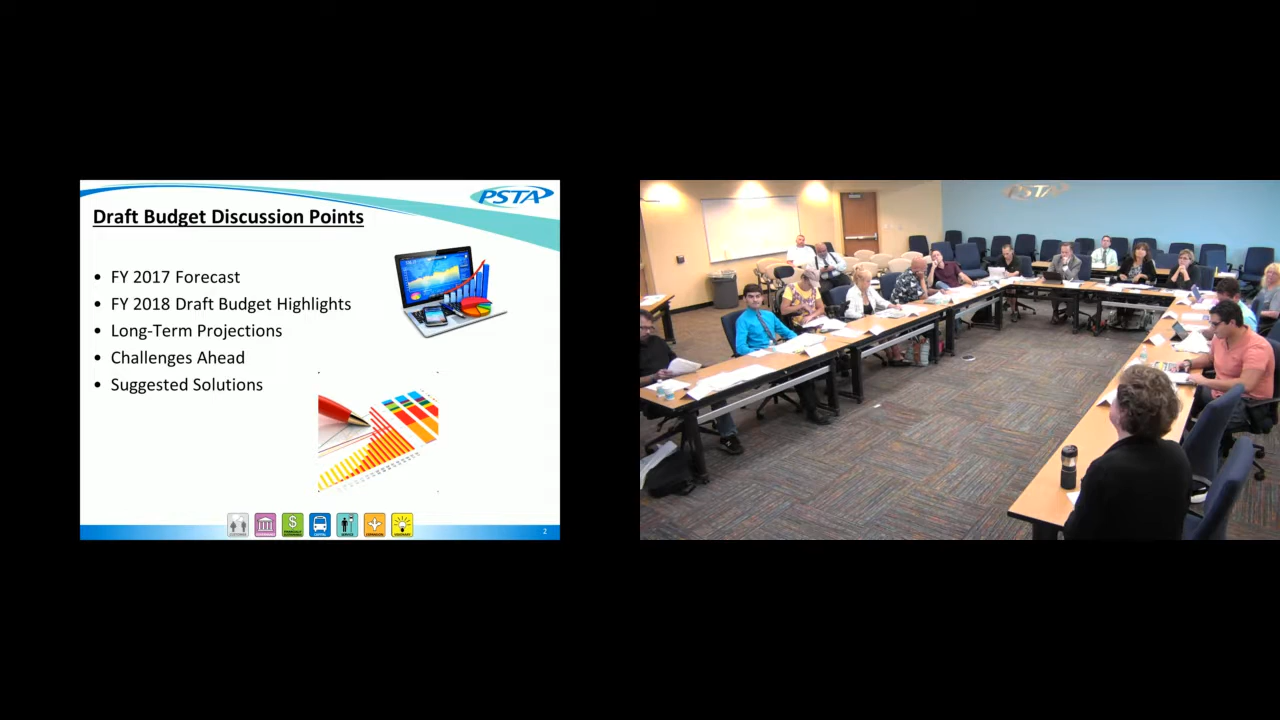 PSTA
Draft Budget Discussion Points
• FY 2017 Forecast
• FY 2018 Draft Budget Highlights
• Long-Term Projections
• Challenges Ahead
• Suggested Solutions
2
PSTA